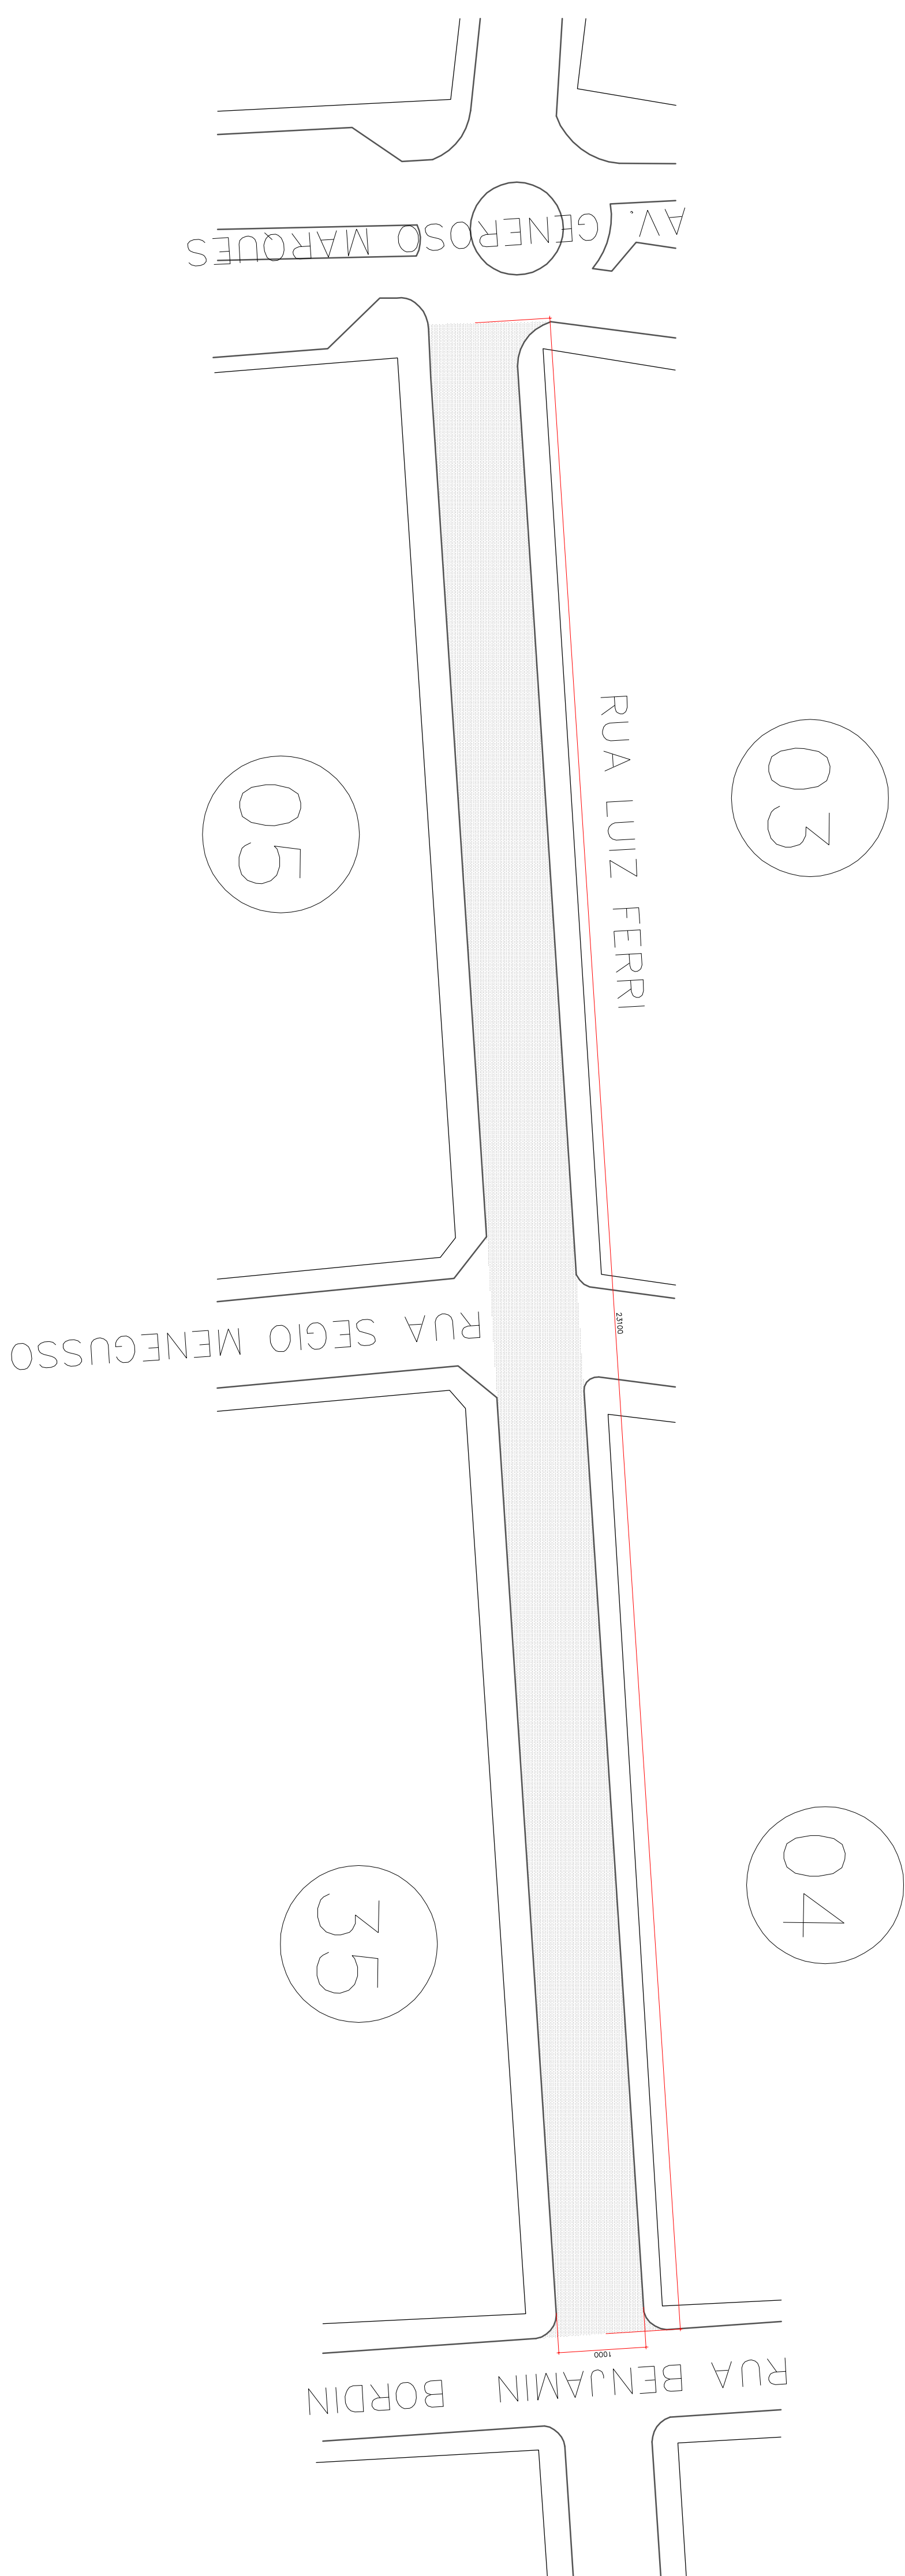 AV. GENEROSO MARQUES
03
05
RUA LUIZ FERRI
23100
RUA SEGIO MENEGUSSO
04
35
1000
RUA BENJAMIN BORDIN